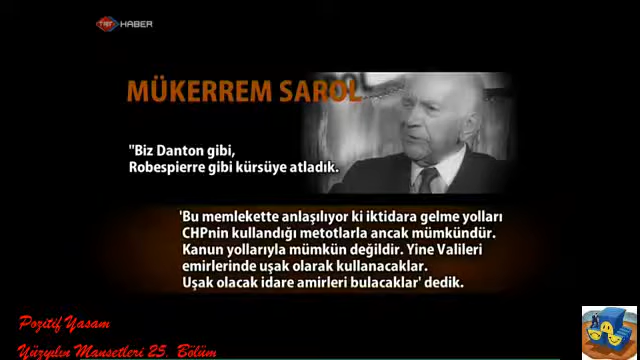 TRT HABER
MÜKERREM SAROL
"Biz Danton gibi,
Robespierre gibi kürsüye atladık.
'Bu memlekette anlaşılıyor ki iktidara gelme yolları
CHPnin kullandığı metotlarla ancak mümkündür.
Kanun yollarıyla mümkün değildir. Yine Valileri
emirlerinde uşak olarak kullanacaklar.
Uşak olacak idare amirleri bulacaklar' dedik.
Pozitif Yasam
Yüzyılın Mansetleri 25. Bölüm